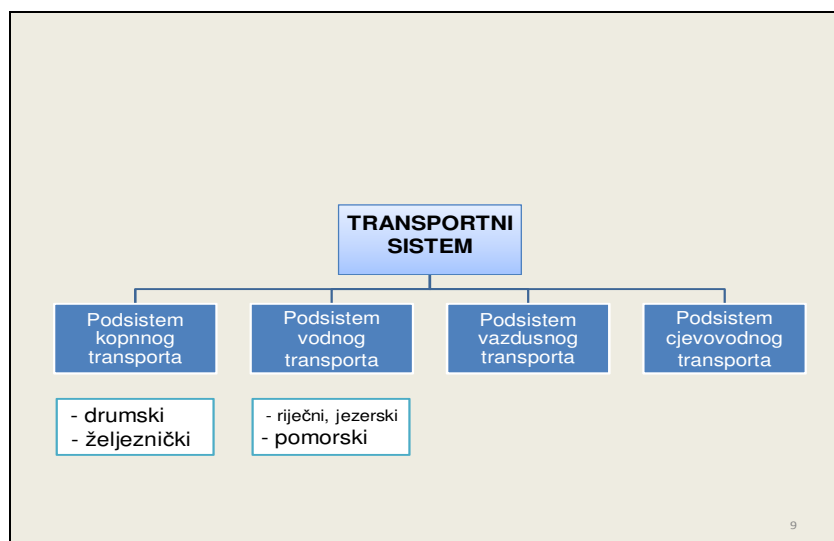 TRANSPORTNI
SISTEM
Podsistem
kopnnog
transporta
Podsistem
vodnog
transporta
Podsistem
vazdusnog
transporta
Podsistem
cjevovodnog
transporta
- drumski
- željeznički
- riječni, jezerski
- pomorski
9